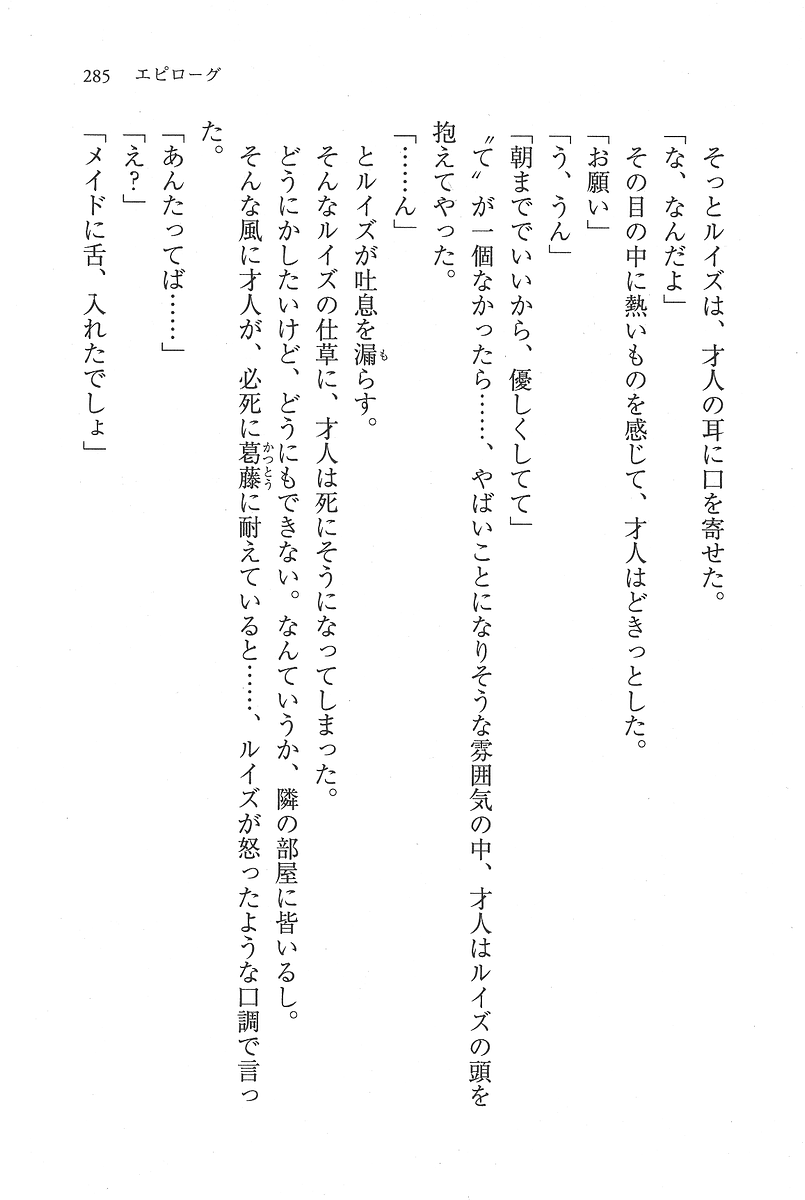 285　エピローグ
　そっとルイズは、才人の耳に口を寄せた。
「な、なんだよ」
　その目の中に熱いものを感じて、才人はどきっとした。
「お願い」
「う、うん」
「朝まででいいから、優しくしてて」
　〝て〟が一個なかったら……、やばいことになりそうな雰囲気の中、才人はルイズの頭を
抱えてやった。
「……ん」
　とルイズが吐息を漏らす。
も
　そんなルイズの仕草に、才人は死にそうになってしまった。
　どうにかしたいけど、どうにもできない。なんていうか、隣の部屋に皆いるし。
　そんな風に才人が、必死に葛藤に耐えていると……、ルイズが怒ったような口調で言っ
かつとう
た。
「あんたってば……」
「え？」
「メイドに舌、入れたでしょ」